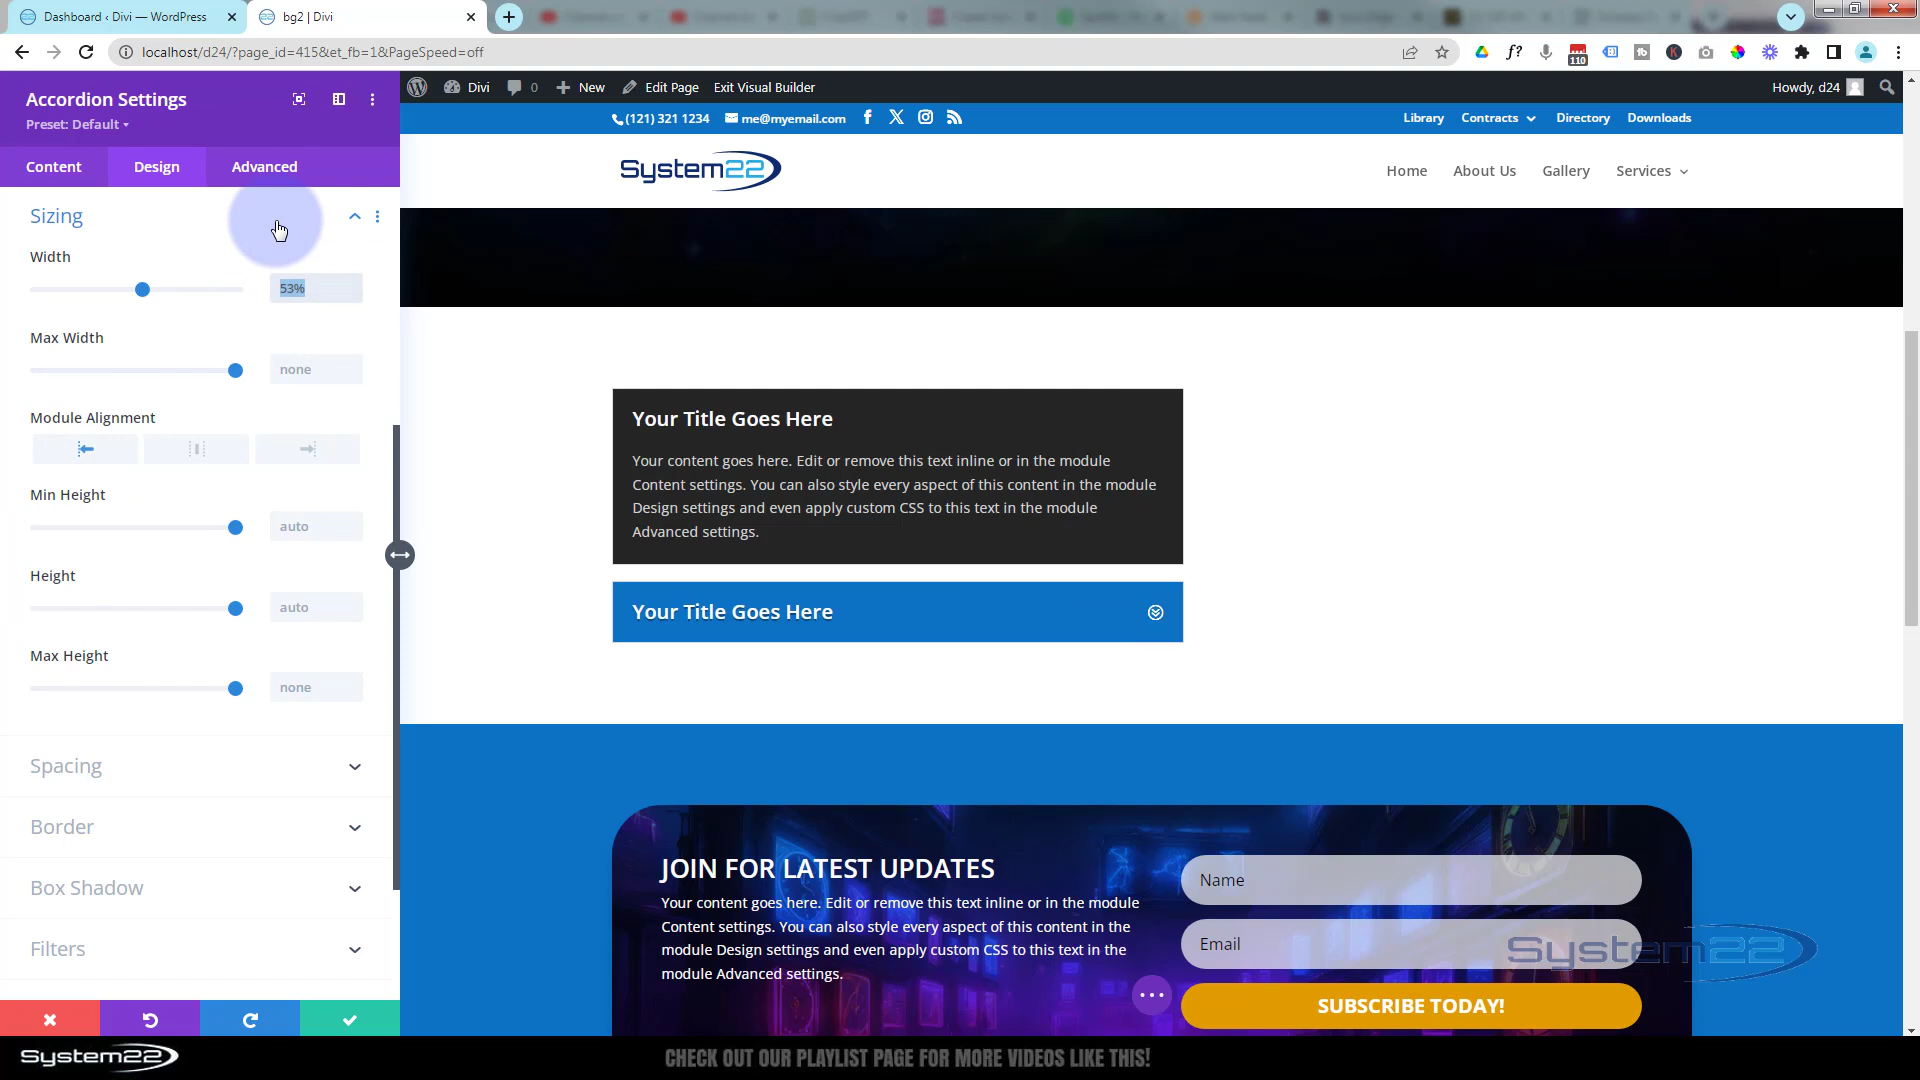 Dashboard ‹ Divi — WordPress
bg2 | Divi
localhost/d24/?page_id=415&et_fb=1&PageSpeed=off
110
Accordion Settings
Preset: Default
Content
Design
Advanced
Sizing
Width
53%
Max Width
none
Module Alignment
Min Height
auto
Height
auto
Max Height
none
Spacing
Border
Box Shadow
Filters
Divi
0
New
Edit Page
Exit Visual Builder
Howdy, d24
(121) 321 1234
me@myemail.com
Library
Contracts
Directory
Downloads
System22
Home
About Us
Gallery
Services
Your Title Goes Here
Your content goes here. Edit or remove this text inline or in the module
Content settings. You can also style every aspect of this content in the module
Design settings and even apply custom CSS to this text in the module
Advanced settings.
Your Title Goes Here
JOIN FOR LATEST UPDATES
Your content goes here. Edit or remove this text inline or in the module
Content settings. You can also style every aspect of this content in the
module Design settings and even apply custom CSS to this text in the
module Advanced settings.
Name
Email
SUBSCRIBE TODAY!
System22
System22
CHECK OUT OUR PLAYLIST PAGE FOR MORE VIDEOS LIKE THIS!